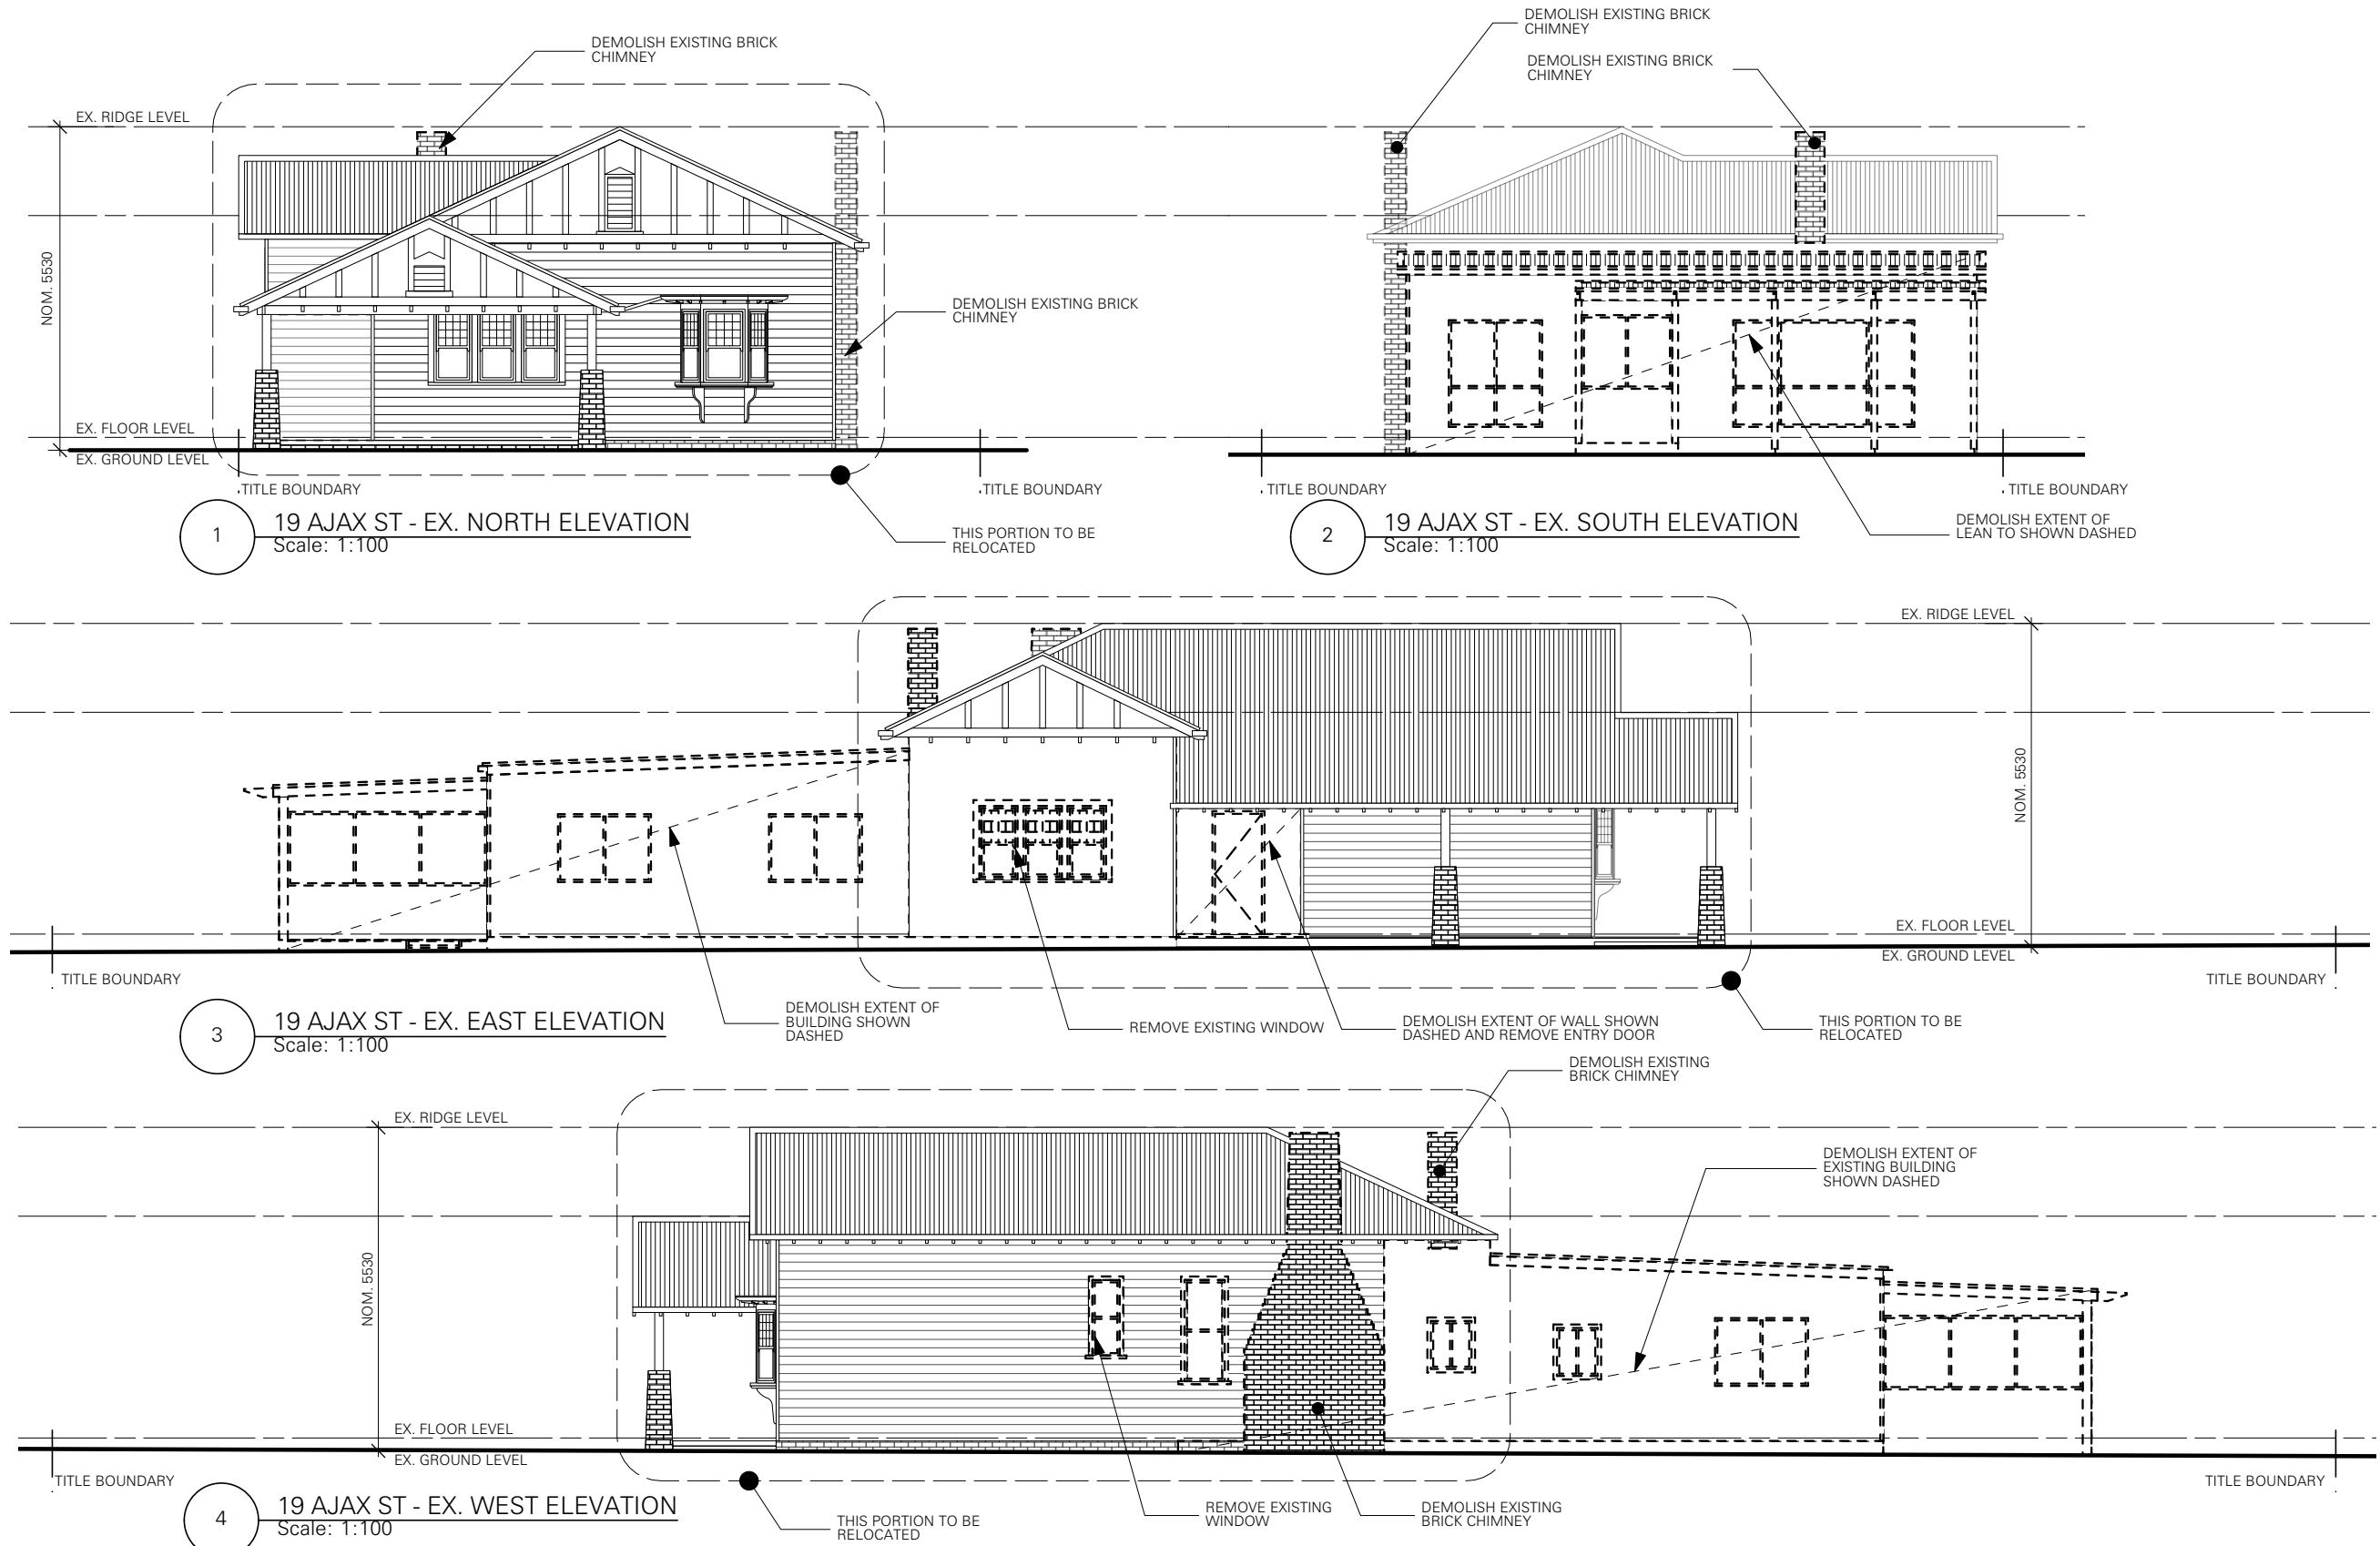 DEMOLISH EXISTING BRICK
CHIMNEY
EX. RIDGE LEVEL
NOM. 5530
DEMOLISH EXISTING BRICK
CHIMNEY
EX. FLOOR LEVEL
EX. GROUND LEVEL
TITLE BOUNDARY
TITLE BOUNDARY
1
19 AJAX ST - EX. NORTH ELEVATION
Scale: 1:100
THIS PORTION TO BE
RELOCATED
DEMOLISH EXISTING BRICK
CHIMNEY
DEMOLISH EXISTING BRICK
CHIMNEY
TITLE BOUNDARY
TITLE BOUNDARY
2
19 AJAX ST - EX. SOUTH ELEVATION
Scale: 1:100
DEMOLISH EXTENT OF
LEAN TO SHOWN DASHED
EX. RIDGE LEVEL
NOM. 5530
EX. FLOOR LEVEL
EX. GROUND LEVEL
TITLE BOUNDARY
TITLE BOUNDARY
3
19 AJAX ST - EX. EAST ELEVATION
Scale: 1:100
DEMOLISH EXTENT OF
BUILDING SHOWN
DASHED
REMOVE EXISTING WINDOW
DEMOLISH EXTENT OF WALL SHOWN
DASHED AND REMOVE ENTRY DOOR
THIS PORTION TO BE
RELOCATED
DEMOLISH EXISTING
BRICK CHIMNEY
EX. RIDGE LEVEL
DEMOLISH EXTENT OF
EXISTING BUILDING
SHOWN DASHED
NOM. 5530
EX. FLOOR LEVEL
EX. GROUND LEVEL
TITLE BOUNDARY
TITLE BOUNDARY
4
19 AJAX ST - EX. WEST ELEVATION
Scale: 1:100
THIS PORTION TO BE
RELOCATED
REMOVE EXISTING
WINDOW
DEMOLISH EXISTING
BRICK CHIMNEY